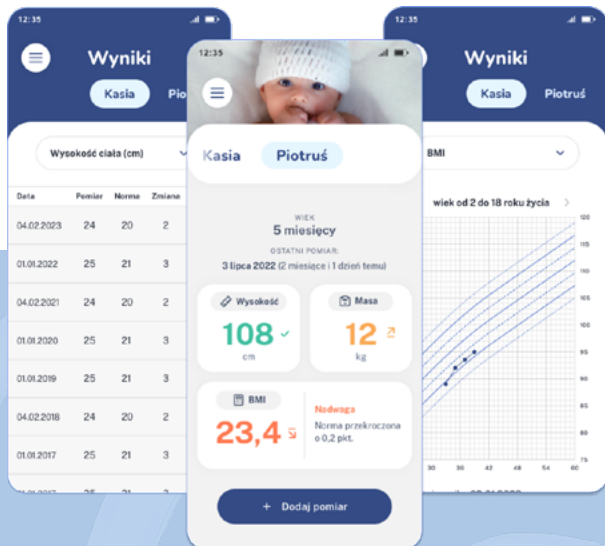 12:35
Wyniki
Kasia Pio
Wysokość ciała (cm)
Data Pomiar Norma Zmiana
04.02.2023 24 20 2
01.01.2022 25 21 3
04.02.2021 24 20 2
01.01.2020 25 21 3
01.01.2019 25 21 3
04.02.2018 24 20 2
01.01.2017 25 21 3
12:35
Kasia Piotruś
WIEK
5 miesięcy
OSTATNI POMIAR:
3 lipca 2022 (2 miesiące i 1 dzień temu)
Wysokość
108
cm
Masa
12
kg
BMI
23,4
Nadwaga
Norma przekroczona
o 0,2 pkt.
+ Dodaj pomiar
12:35
Wyniki
Kasia Piotruś
BMI
wiek od 2 do 18 roku życia
120
115
110
105
100
95
90
85
80
75
30 36 42 48 54 60